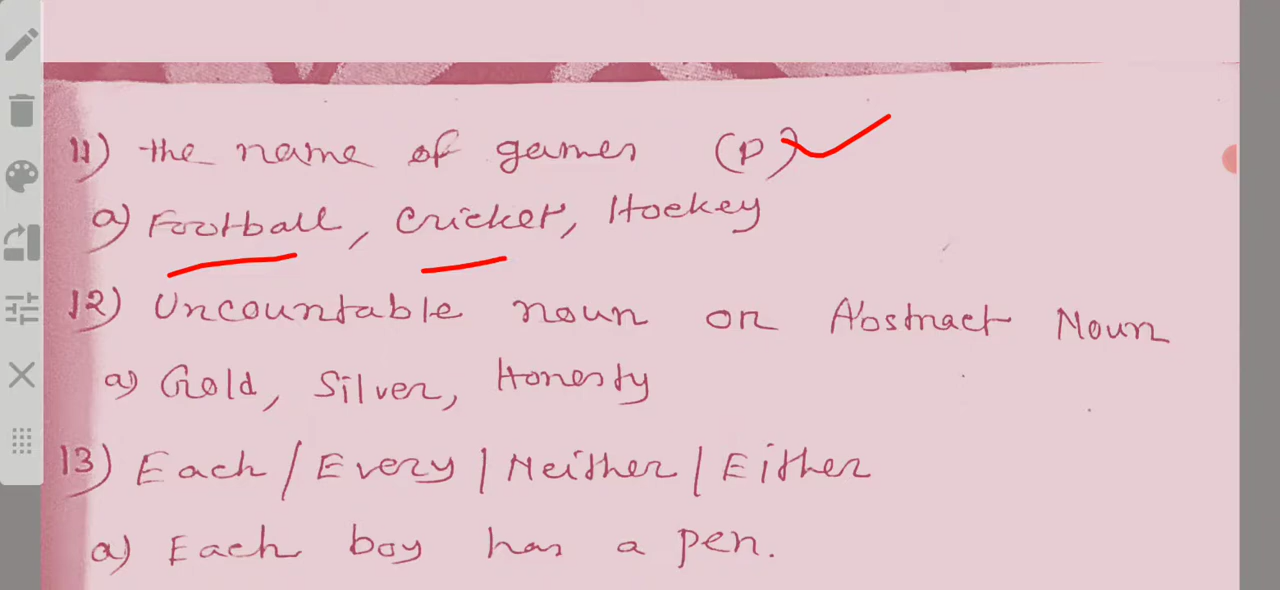 11) the name of games (P)
a) Football, Cricket, Hockey
12) Uncountable noun or Abstract Noun
a) Gold, Silver, Honesty
13) Each / Every / Neither / Either
a) Each boy has a pen.